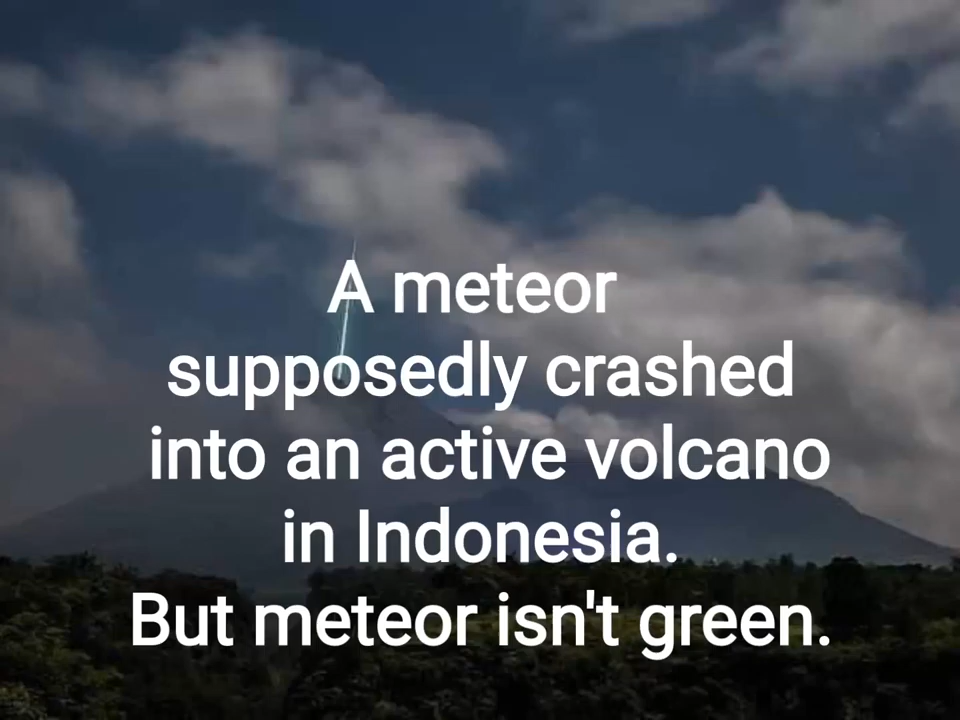 A meteor
supposedly crashed
into an active volcano
in Indonesia.
But meteor isn't green.